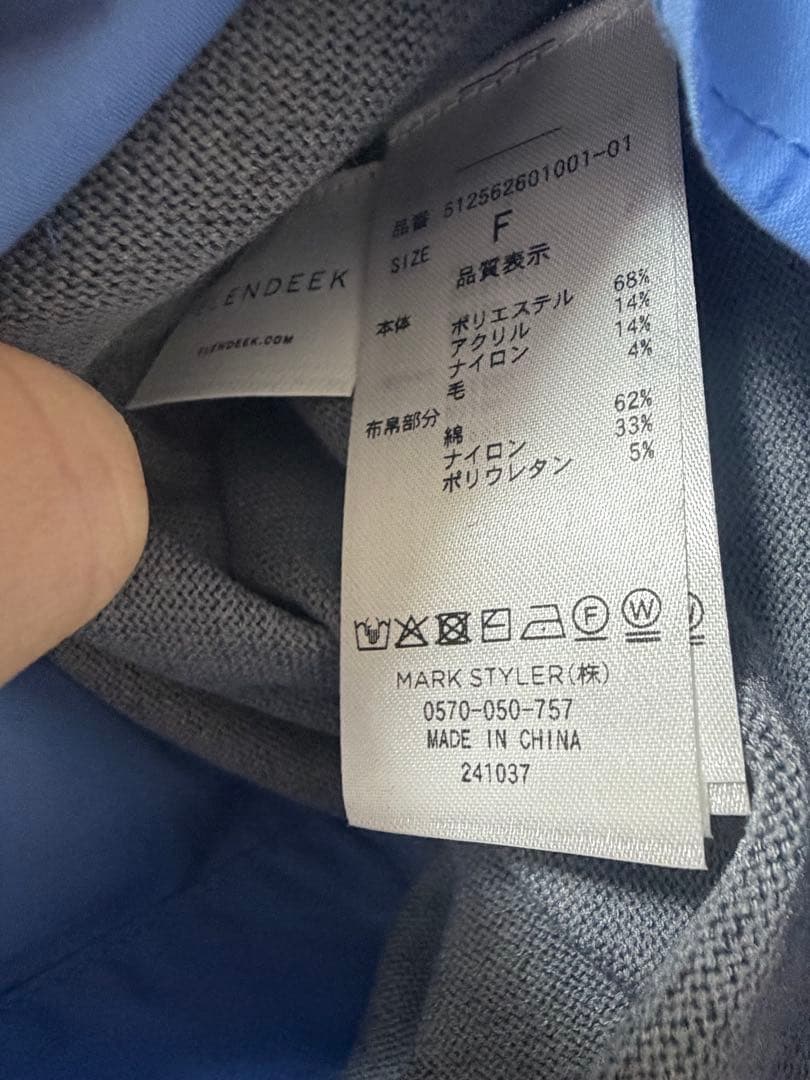 品番 512562601001-01
SIZE F
品質表示
本体 ポリエステル 68%
アクリル 14%
ナイロン 14%
毛 4%
布帛部分 綿 62%
ナイロン 33%
ポリウレタン 5%
F W
MARK STYLER(株)
0570-050-757
MADE IN CHINA
241037
ELENDEEK
ELENDEEK.COM